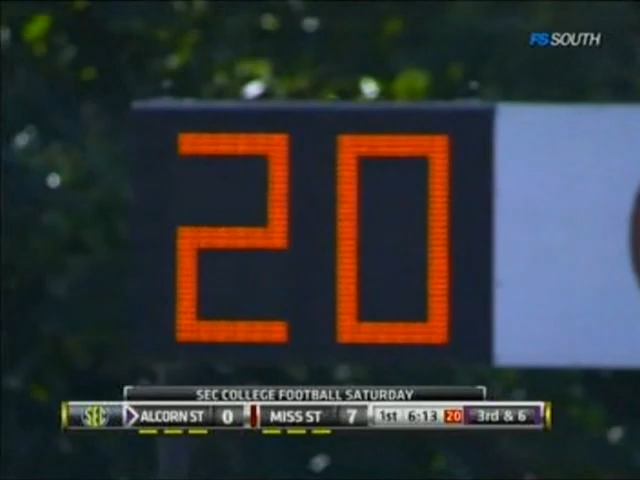 FS SOUTH
20
SEC COLLEGE FOOTBALL SATURDAY
SEC ALCORN ST 0 MISS ST 7 1st 6:13 20 3rd & 6